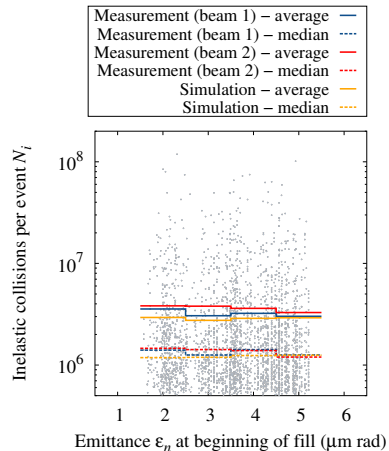 Measurement (beam 1) – average
Measurement (beam 1) – median
Measurement (beam 2) – average
Measurement (beam 2) – median
Simulation – average
Simulation – median
Inelastic collisions per event Nᵢ
10⁸
10⁷
10⁶
1 2 3 4 5 6
Emittance εₙ at beginning of fill (μm rad)